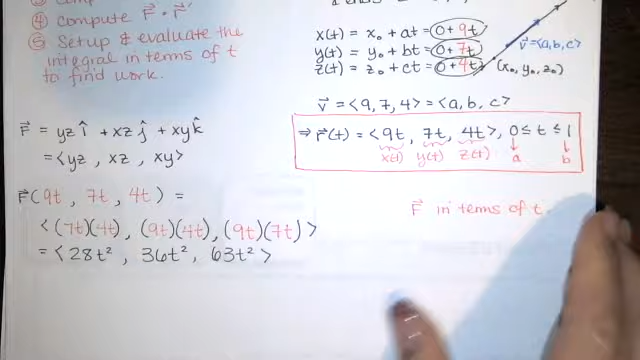 ④ compute F⃗ · r⃗'
⑤ Setup & evaluate the
integral in terms of t
to find work.
x(t) = x₀ + at = 0 + 9t
y(t) = y₀ + bt = 0 + 7t
z(t) = z₀ + ct = 0 + 4t
v⃗ = <a, b, c>
(x₀, y₀, z₀)
v⃗ = <9, 7, 4> = <a, b, c>
⇒ r⃗(t) = <9t, 7t, 4t>, 0 ≤ t ≤ 1
x(t) y(t) z(t) a b
F⃗ = yz î + xz ĵ + xy k̂
= <yz, xz, xy>
F⃗(9t, 7t, 4t) =
<(7t)(4t), (9t)(4t), (9t)(7t)>
= <28t², 36t², 63t²>
F⃗ in terms of t